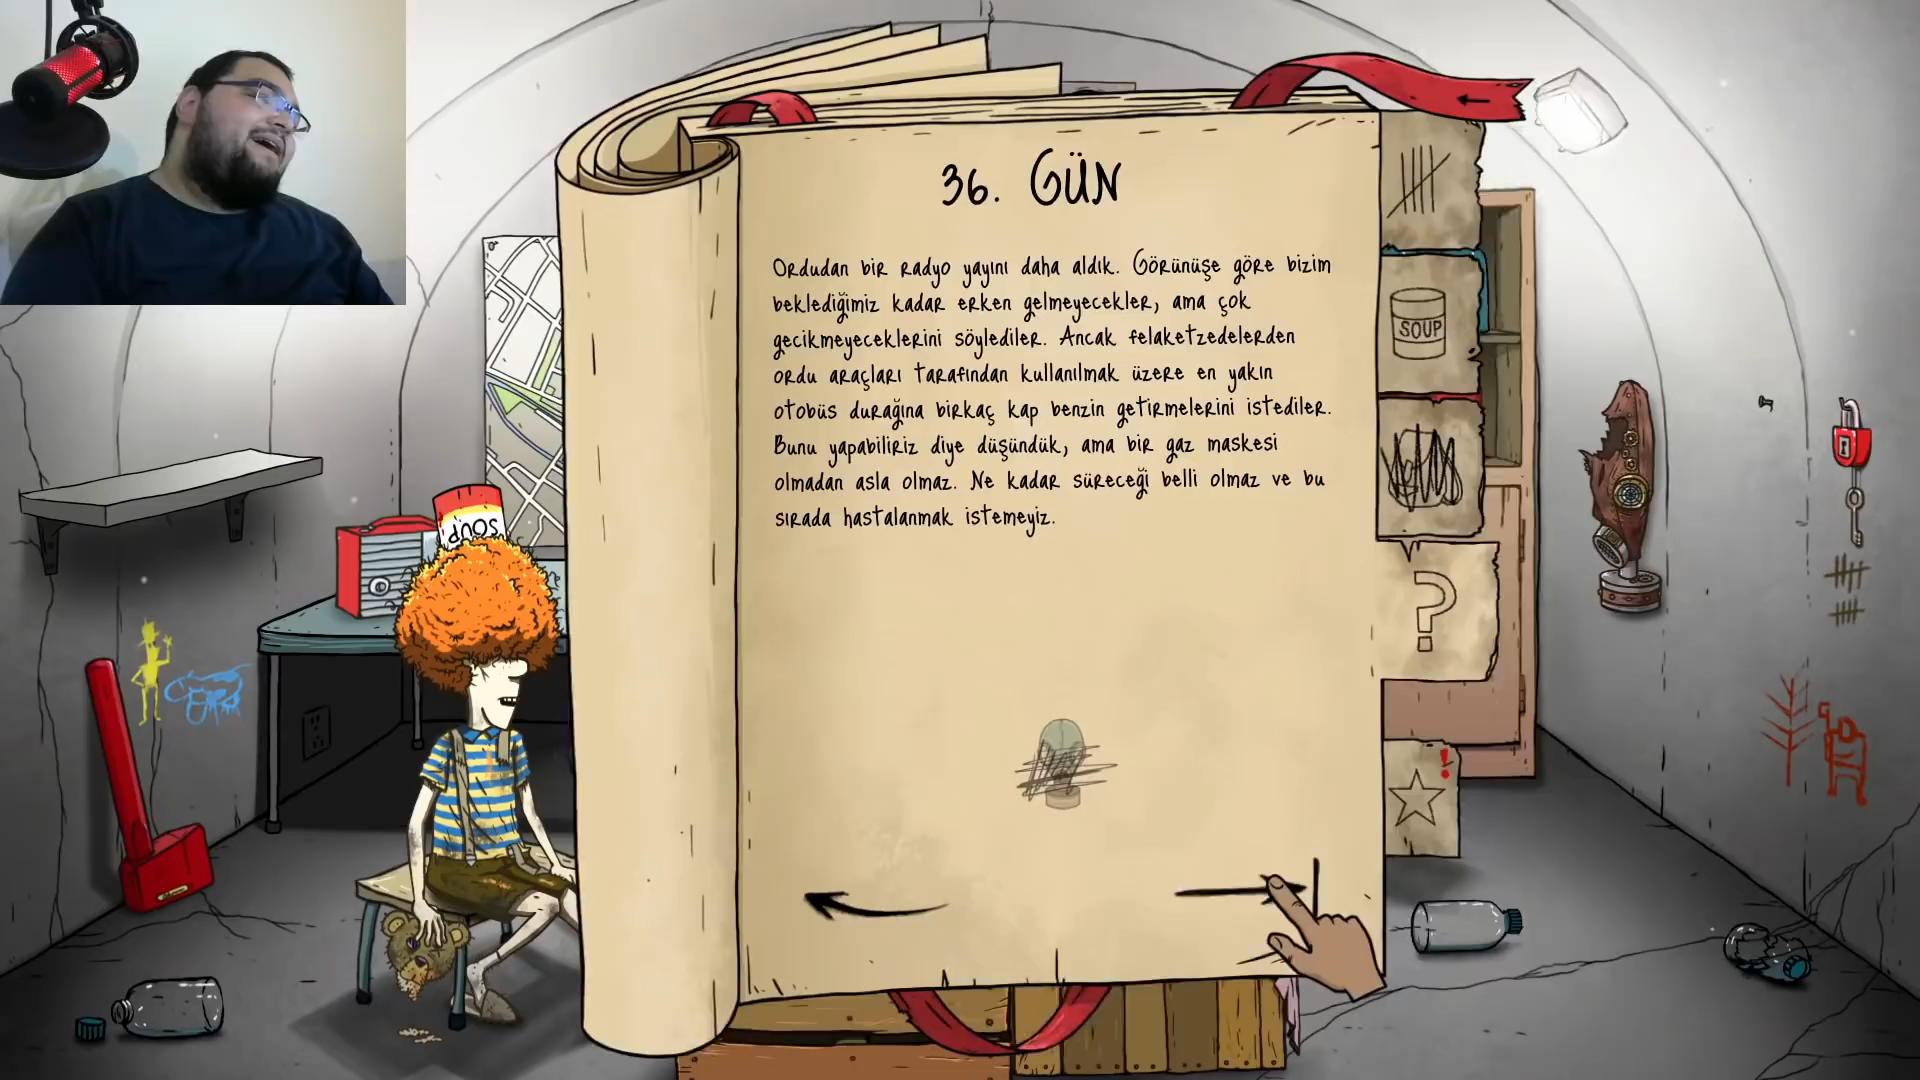 36. GÜN
Ordudan bir radyo yayını daha aldık. Görünüşe göre bizim
beklediğimiz kadar erken gelmeyecekler, ama çok
gecikmeyeceklerini söylediler. Ancak felaketzedelerden
ordu araçları tarafından kullanılmak üzere en yakın
otobüs durağına birkaç kap benzin getirmelerini istediler.
Bunu yapabiliriz diye düşündük, ama bir gaz maskesi
olmadan asla olmaz. Ne kadar süreceği belli olmaz ve bu
sırada hastalanmak istemeyiz.
SOUP
?
!
SOUP